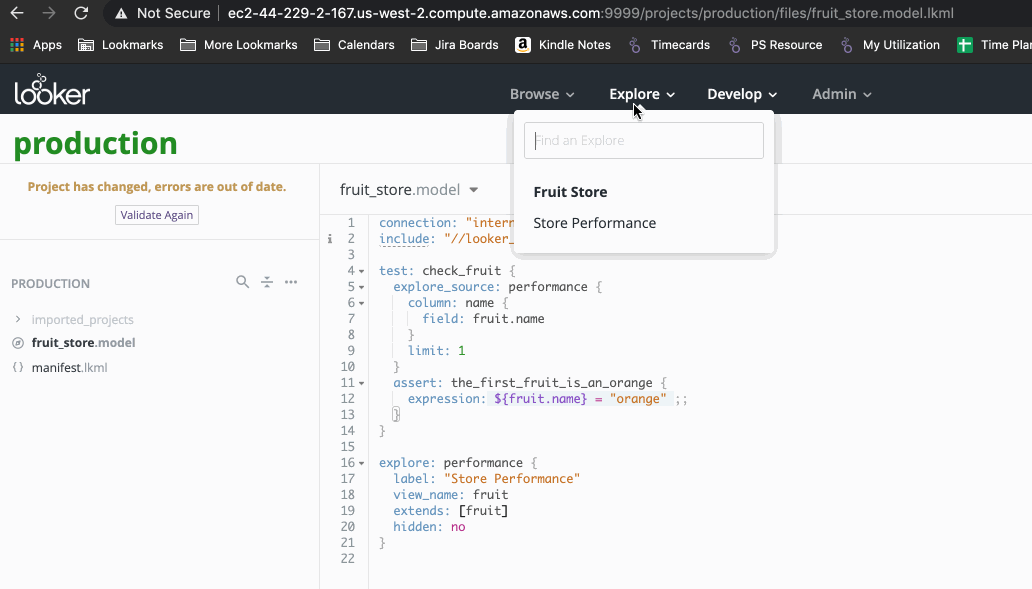 Not Secure ec2-44-229-2-167.us-west-2.compute.amazonaws.com:9999/projects/production/files/fruit_store.model.lkml
Apps Lookmarks More Lookmarks Calendars Jira Boards Kindle Notes Timecards PS Resource My Utilization Time Plan
looker Browse Explore Develop Admin
production
Find an Explore
Project has changed, errors are out of date.
Validate Again
fruit_store.model
Fruit Store
Store Performance
PRODUCTION
imported_projects
fruit_store.model
manifest.lkml
1 connection: "intern
2 include: "//looker_
3
4 test: check_fruit {
5 explore_source: performance {
6 column: name {
7 field: fruit.name
8 }
9 limit: 1
10 }
11 assert: the_first_fruit_is_an_orange {
12 expression: ${fruit.name} = "orange" ;;
13 }
14 }
15
16 explore: performance {
17 label: "Store Performance"
18 view_name: fruit
19 extends: [fruit]
20 hidden: no
21 }
22